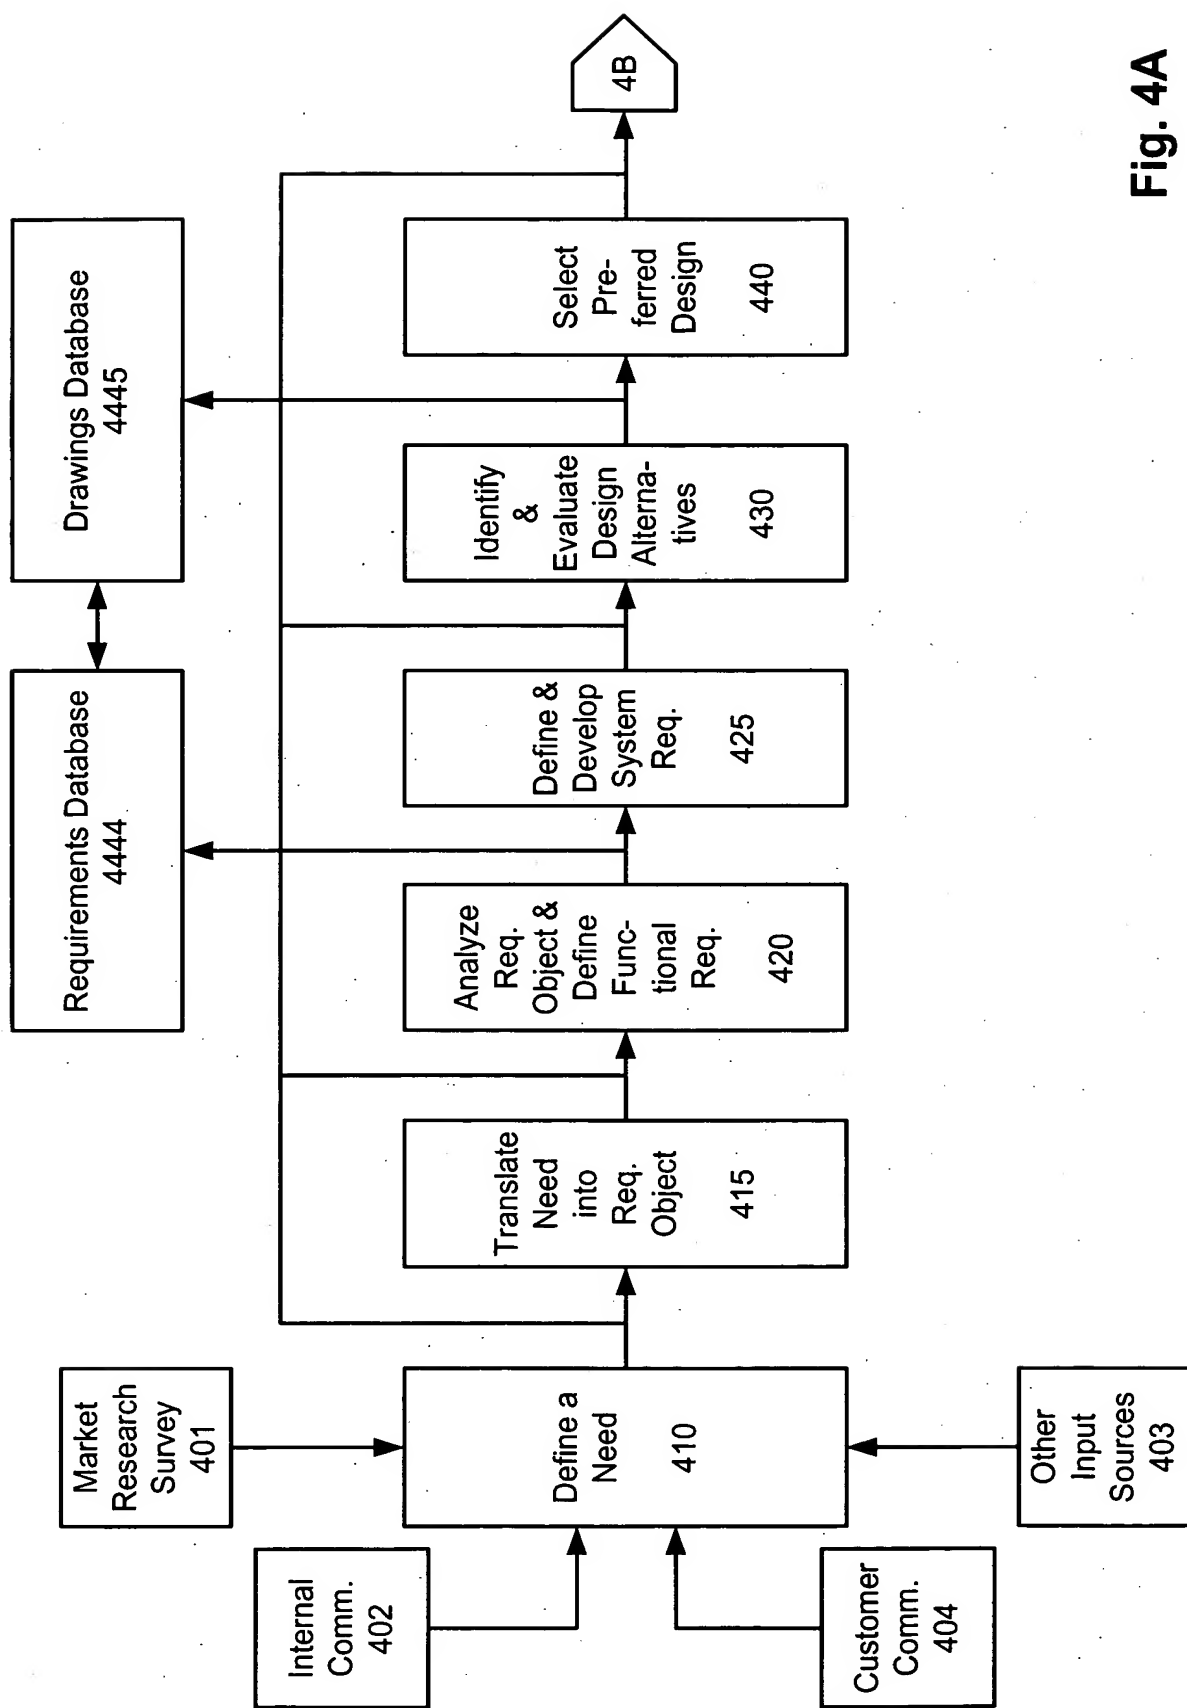 Requirements Database
4444
Drawings Database
4445
Market
Research
Survey
401
Internal
Comm.
402
Customer
Comm.
404
Other
Input
Sources
403
Define a
Need
410
Translate
Need
into
Req.
Object
415
Analyze
Req.
Object &
Define
Func-
tional
Req.
420
Define &
Develop
System
Req.
425
Identify
&
Evaluate
Design
Alterna-
tives
430
Select
Pre-
ferred
Design
440
4B
Fig. 4A